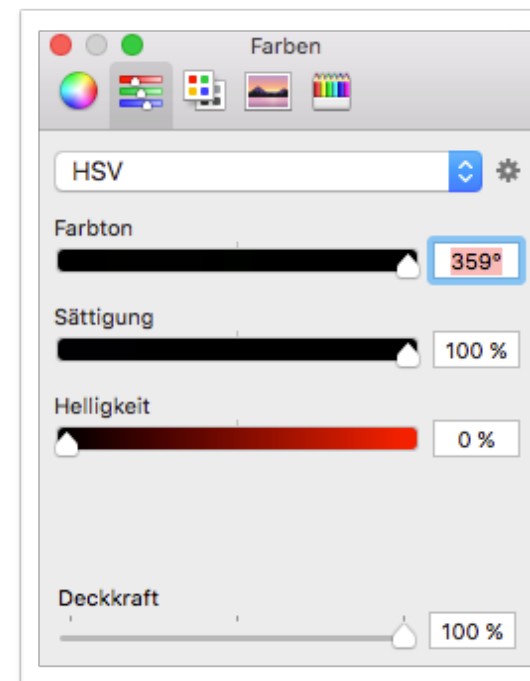 Farben
HSV
Farbton
359°
Sättigung
100 %
Helligkeit
0 %
Deckkraft
100 %